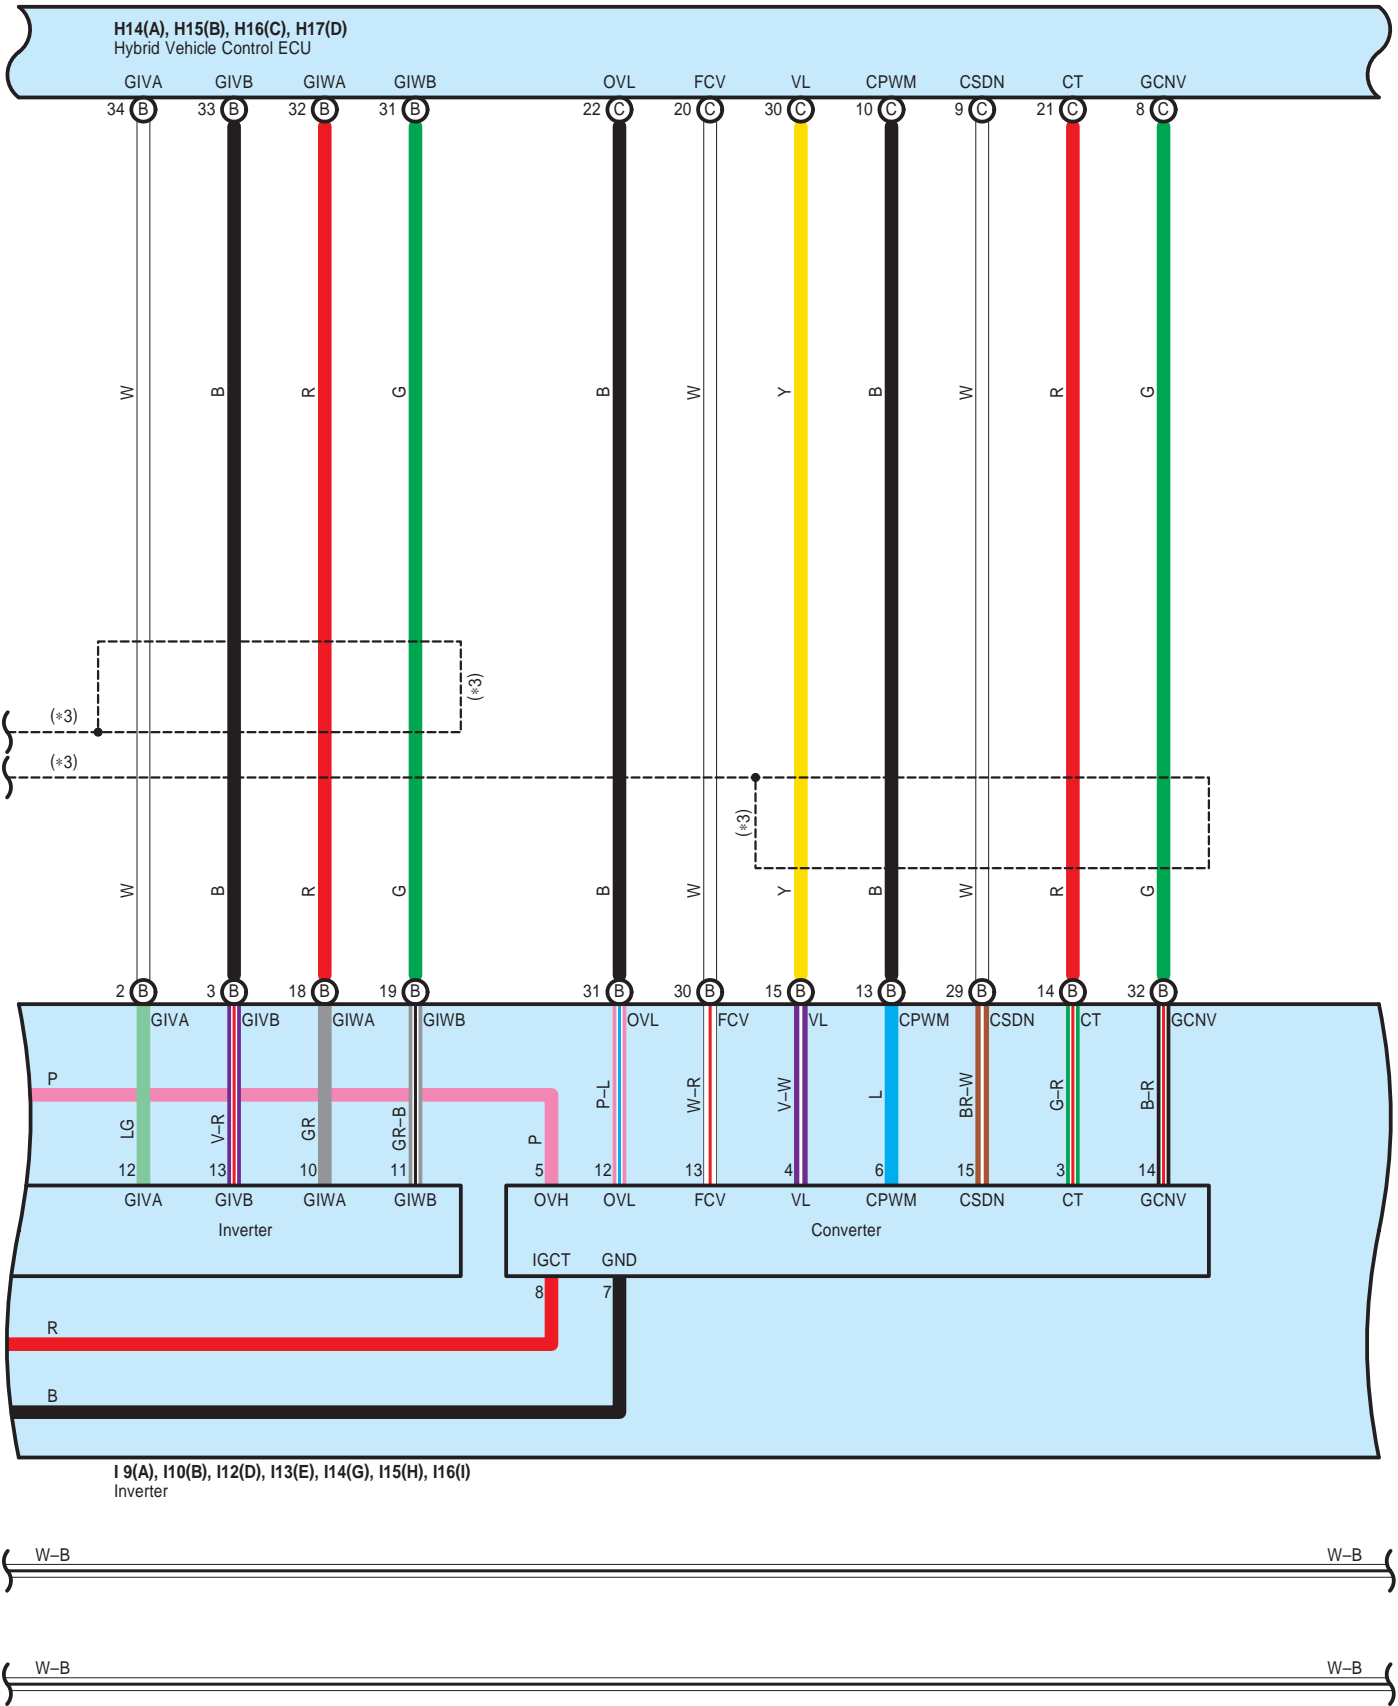 H14(A), H15(B), H16(C), H17(D)
Hybrid Vehicle Control ECU
GIVA GIVB GIWA GIWB OVL FCV VL CPWM CSDN CT GCNV
34 B 33 B 32 B 31 B 22 C 20 C 30 C 10 C 9 C 21 C 8 C
W B R G B W Y B W R G
(*3)
(*3)
(*3)
(*3)
W B R G B W Y B W R G
2 B 3 B 18 B 19 B 31 B 30 B 15 B 13 B 29 B 14 B 32 B
GIVA GIVB GIWA GIWB OVL FCV VL CPWM CSDN CT GCNV
P
LG V–R GR GR–B P P–L W–R V–W L BR–W G–R B–R
12 13 10 11 5 12 13 4 6 15 3 14
GIVA GIVB GIWA GIWB OVH OVL FCV VL CPWM CSDN CT GCNV
Inverter Converter
IGCT GND
8 7
R
B
I 9(A), I10(B), I12(D), I13(E), I14(G), I15(H), I16(I)
Inverter
W–B W–B
W–B W–B